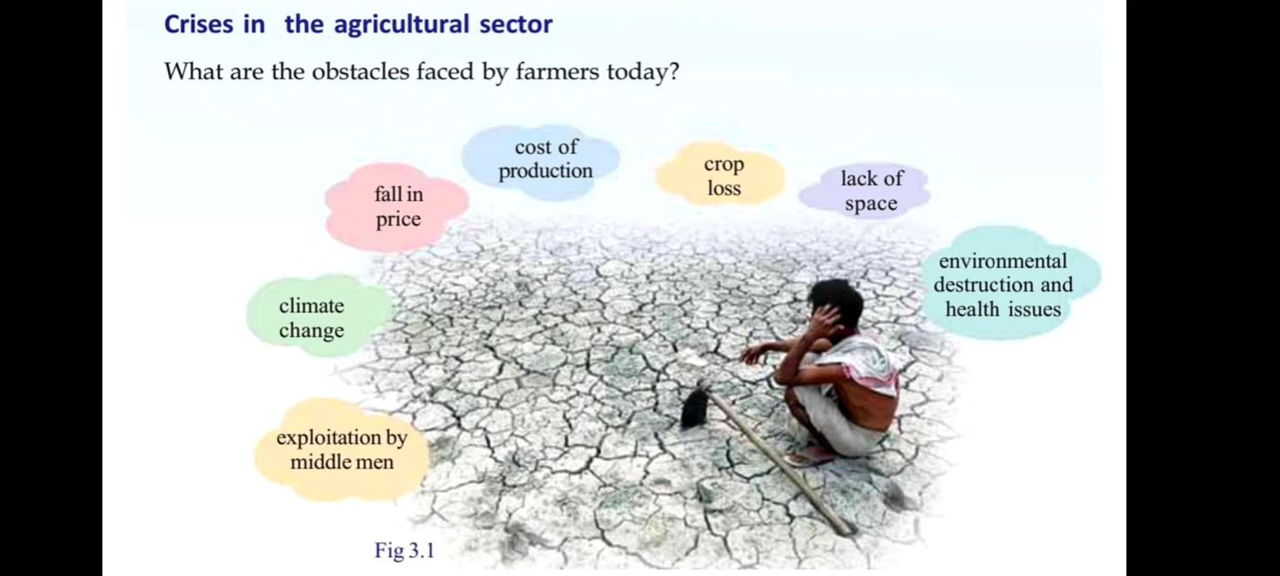 Crises in the agricultural sector
What are the obstacles faced by farmers today?
cost of
production
crop
loss
lack of
space
fall in
price
environmental
destruction and
health issues
climate
change
exploitation by
middle men
Fig 3.1